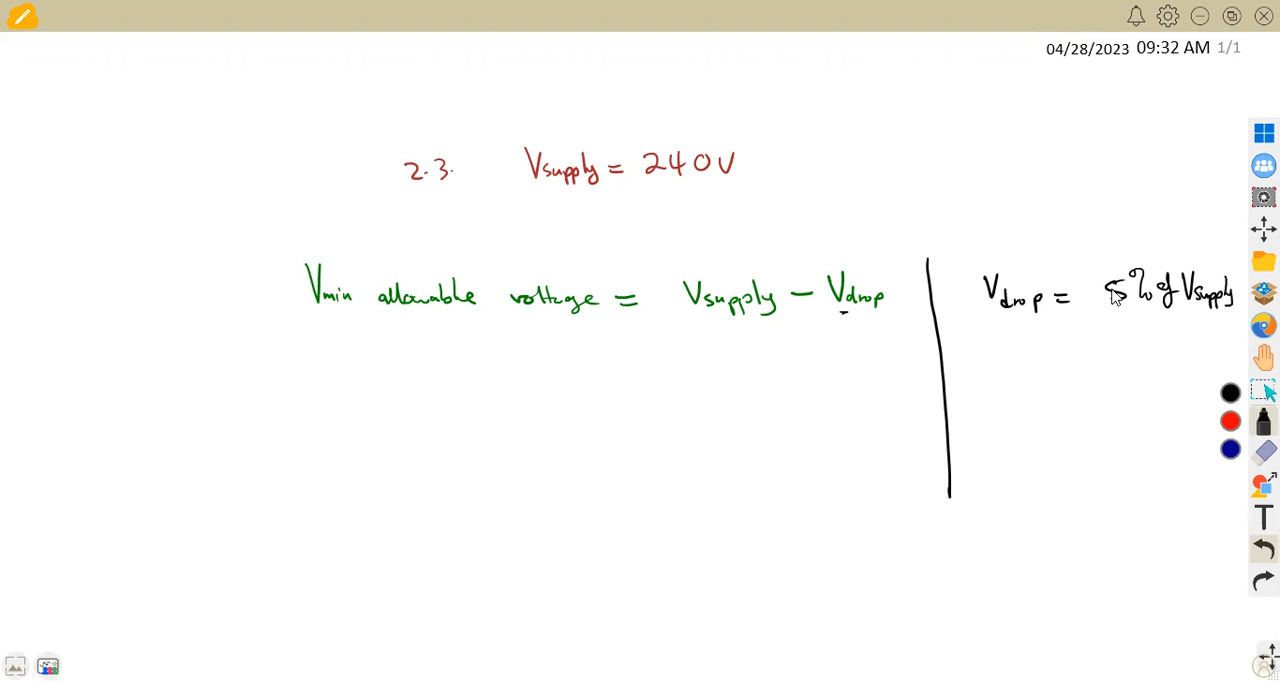 04/28/2023 09:32 AM 1/1
2.3. Vsupply = 240V
Vmin allowable voltage = Vsupply - Vdrop
Vdrop = 5% of Vsupply
T